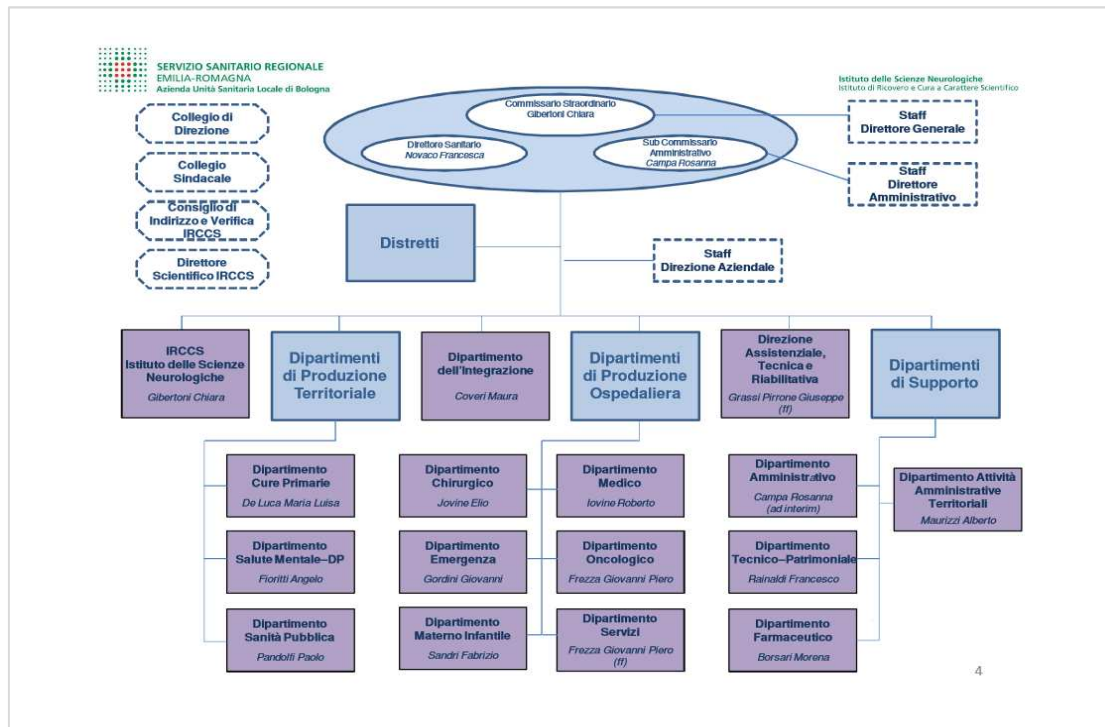 SERVIZIO SANITARIO REGIONALE
EMILIA-ROMAGNA
Azienda Unità Sanitaria Locale di Bologna
Istituto delle Scienze Neurologiche
Istituto di Ricovero e Cura a Carattere Scientifico
Collegio di
Direzione
Collegio
Sindacale
Consiglio di
Indirizzo e Verifica
IRCCS
Direttore
Scientifico IRCCS
Commissario Straordinario
Gibertoni Chiara
Direttore Sanitario
Novaco Francesca
Sub Commissario
Amministrativo
Campa Rosanna
Staff
Direttore Generale
Staff
Direttore
Amministrativo
Distretti
Staff
Direzione Aziendale
IRCCS
Istituto delle Scienze
Neurologiche
Gibertoni Chiara
Dipartimenti
di Produzione
Territoriale
Dipartimento
dell'Integrazione
Coveri Maura
Dipartimenti
di Produzione
Ospedaliera
Direzione
Assistenziale,
Tecnica e
Riabilitativa
Grassi Pirrone Giuseppe
(ff)
Dipartimenti
di Supporto
Dipartimento
Cure Primarie
De Luca Maria Luisa
Dipartimento
Chirurgico
Jovine Elio
Dipartimento
Medico
Iovine Roberto
Dipartimento
Amministrativo
Campa Rosanna
(ad interim)
Dipartimento Attività
Amministrative
Territoriali
Maurizzi Alberto
Dipartimento
Salute Mentale–DP
Fioritti Angelo
Dipartimento
Emergenza
Gordini Giovanni
Dipartimento
Oncologico
Frezza Giovanni Piero
Dipartimento
Tecnico–Patrimoniale
Rainaldi Francesco
Dipartimento
Sanità Pubblica
Pandolfi Paolo
Dipartimento
Materno Infantile
Sandri Fabrizio
Dipartimento
Servizi
Frezza Giovanni Piero
(ff)
Dipartimento
Farmaceutico
Borsari Morena
4